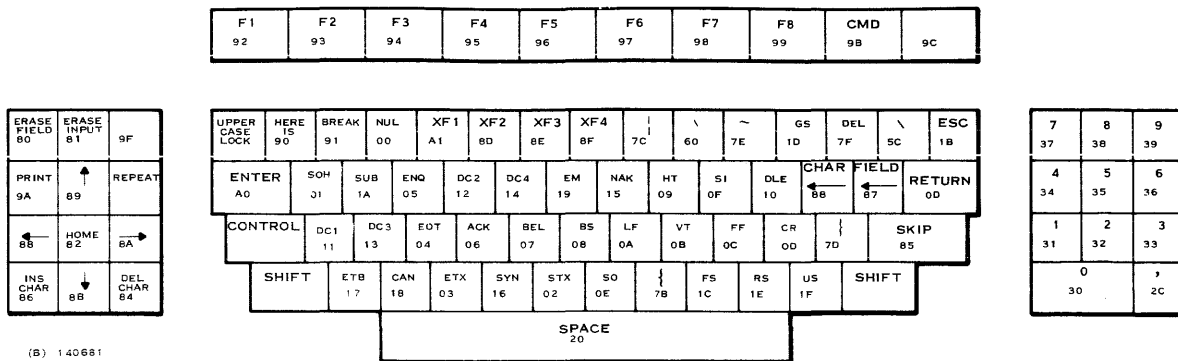 F1 F2 F3 F4 F5 F6 F7 F8 CMD
92 93 94 95 96 97 98 99 9B 9C
ERASE FIELD 80 ERASE INPUT 81 9F
UPPER CASE LOCK HERE IS 90 BREAK 91 NUL 00 XF1 A1 XF2 8D XF3 8E XF4 8F ¦ 7C \ 60 ~ 7E GS 1D DEL 7F \ 5C ESC 1B
7 37 8 38 9 39
PRINT 9A ↑ 89 REPEAT
ENTER A0 SOH 01 SUB 1A ENQ 05 DC2 12 DC4 14 EM 19 NAK 15 HT 09 SI 0F DLE 10 CHAR ← 88 FIELD ← 87 RETURN 0D
4 34 5 35 6 36
← 88 HOME 82 → 8A
CONTROL DC1 11 DC3 13 EOT 04 ACK 06 BEL 07 BS 08 LF 0A VT 0B FF 0C CR 0D } 7D SKIP 85
1 31 2 32 3 33
INS CHAR 86 ↓ 8B DEL CHAR 84
SHIFT ETB 17 CAN 18 ETX 03 SYN 16 STX 02 SO 0E { 7B FS 1C RS 1E US 1F SHIFT
0 30 , 2C
SPACE
20
(B) 140681